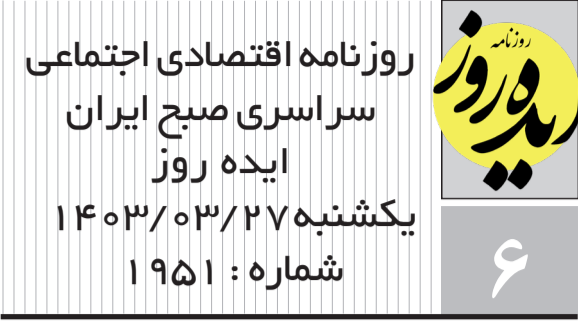 روزنامه اقتصادی اجتماعی
سراسری صبح ایران
ایده روز
یکشنبه ۱۴۰۳/۰۳/۲۷
شماره : ۱۹۵۱
روزنامه
ایده روز
۶